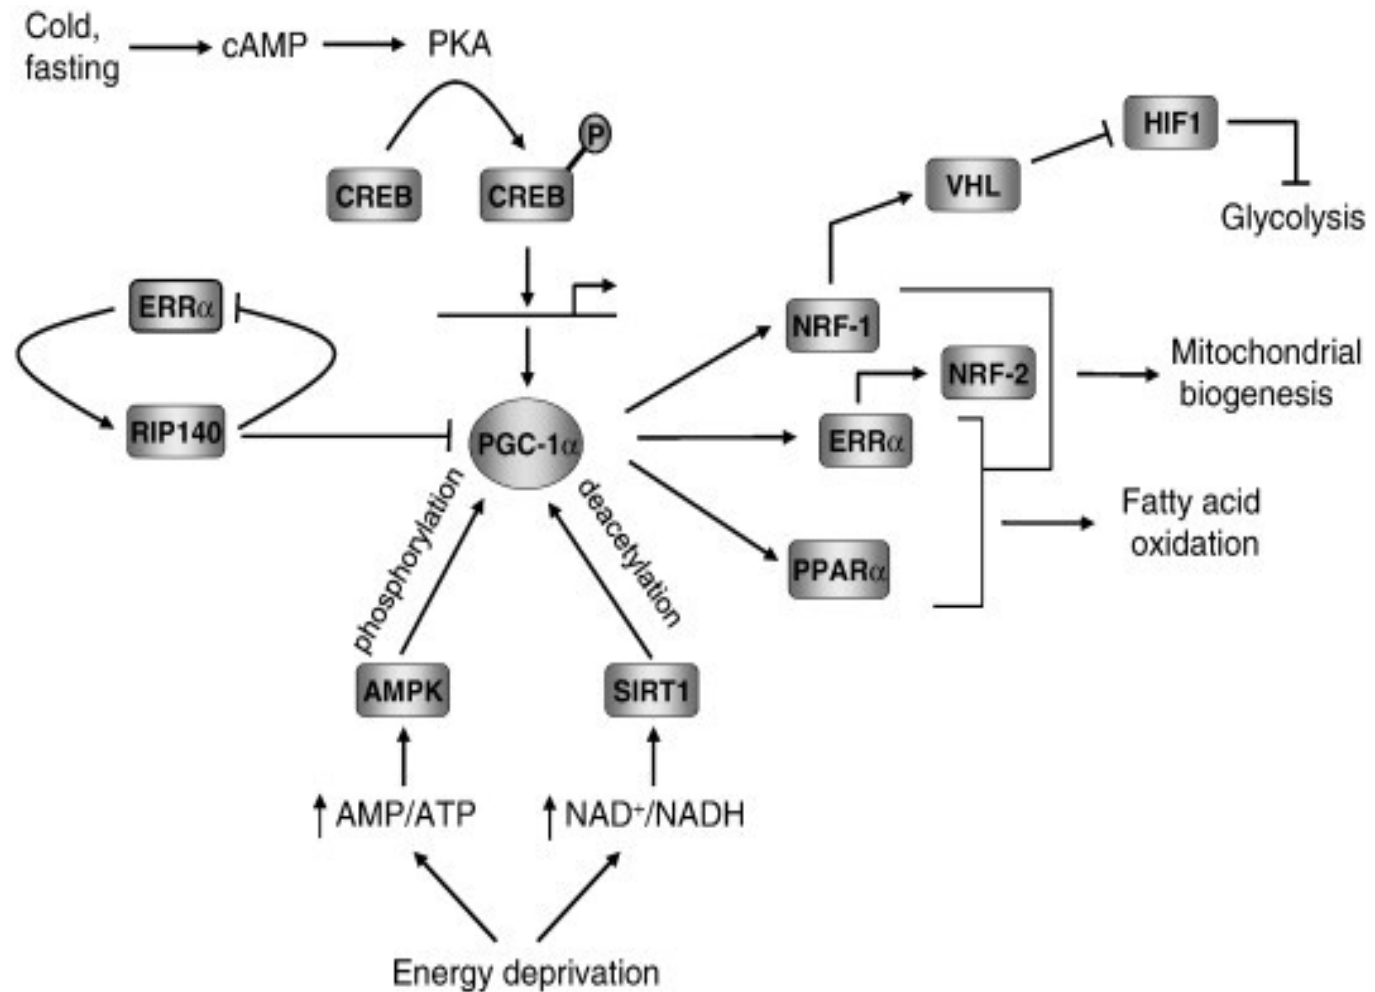 Cold,
fasting
cAMP
PKA
P
CREB
CREB
HIF1
VHL
Glycolysis
ERRα
NRF-1
Mitochondrial
biogenesis
NRF-2
RIP140
PGC-1α
ERRα
phosphorylation
deacetylation
Fatty acid
oxidation
PPARα
AMPK
SIRT1
AMP/ATP
NAD⁺/NADH
Energy deprivation